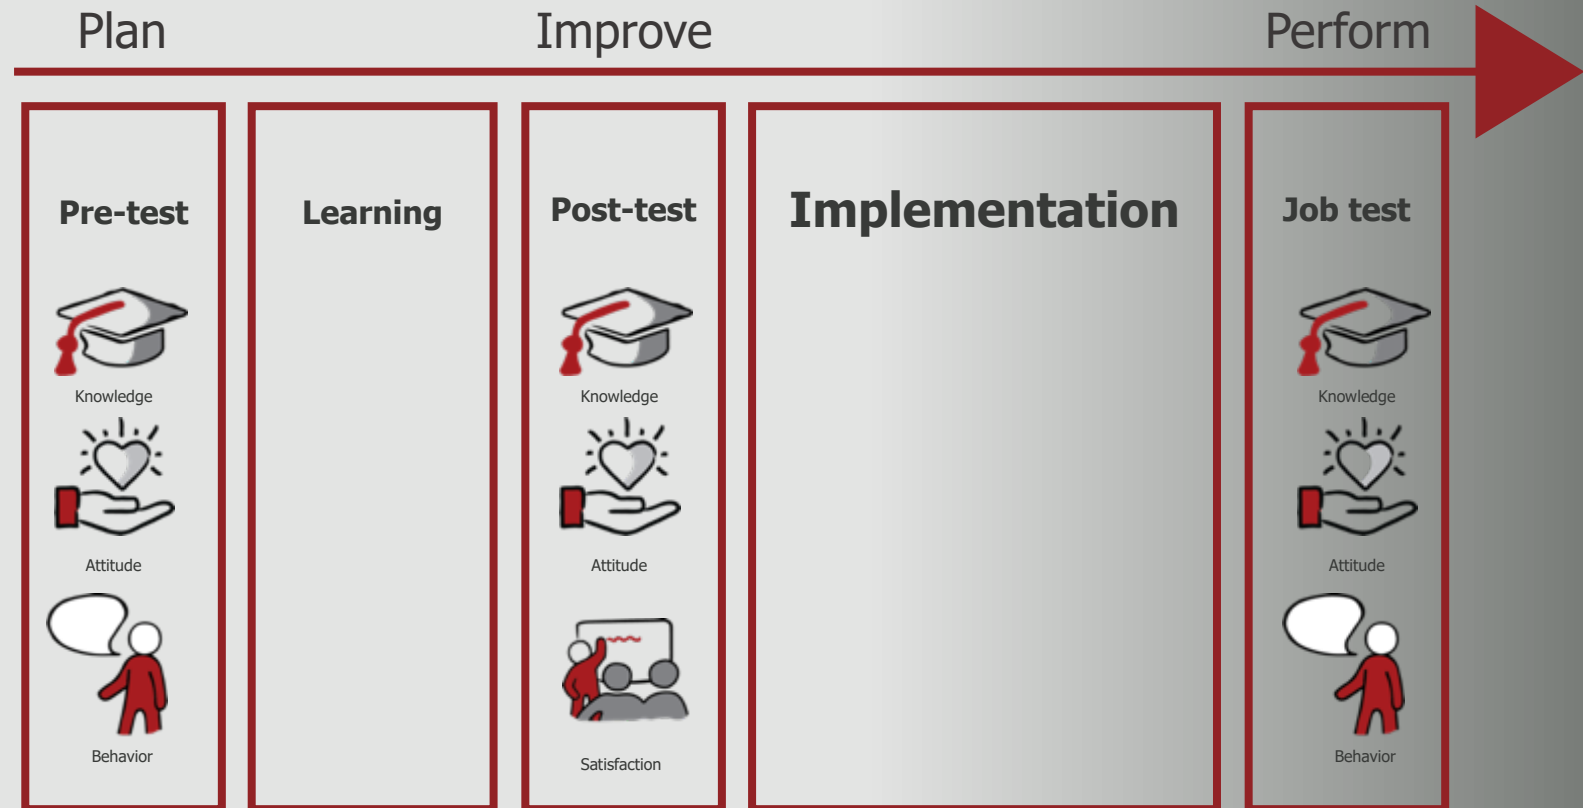 Plan
Improve
Perform
Pre-test
Knowledge
Attitude
Behavior
Learning
Post-test
Knowledge
Attitude
Satisfaction
Implementation
Job test
Knowledge
Attitude
Behavior